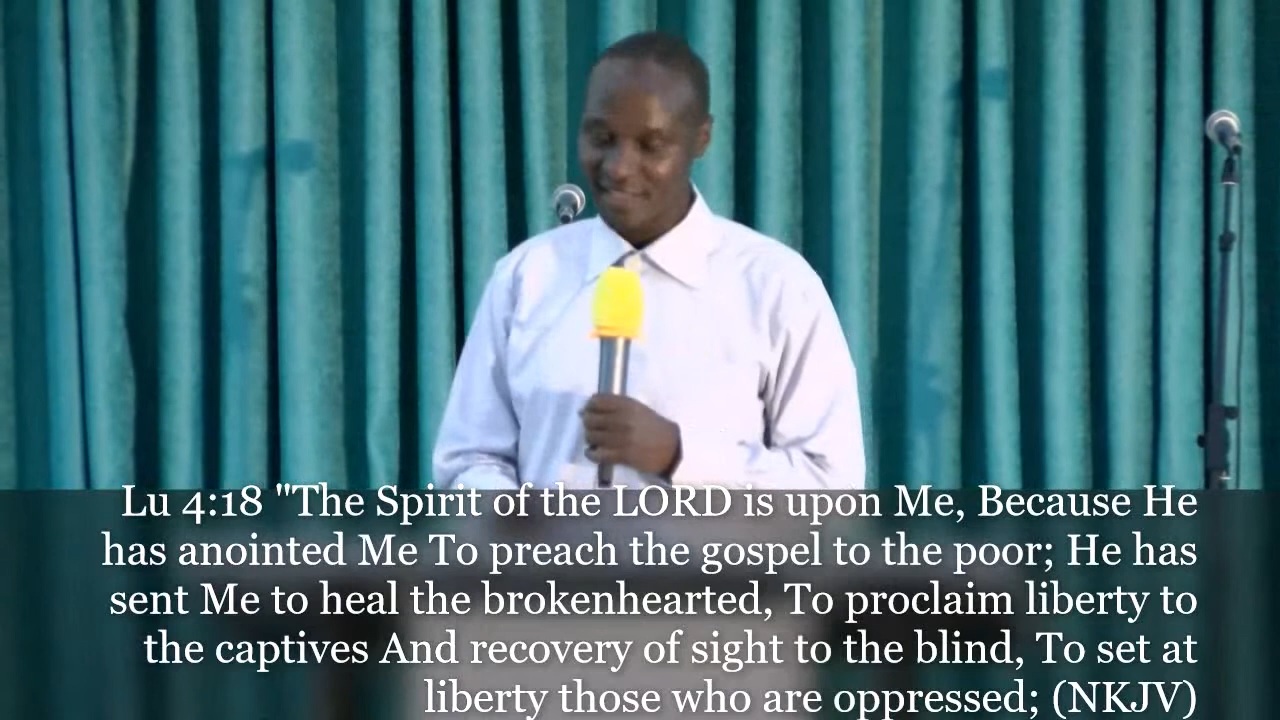 Lu 4:18 "The Spirit of the LORD is upon Me, Because He
has anointed Me To preach the gospel to the poor; He has
sent Me to heal the brokenhearted, To proclaim liberty to
the captives And recovery of sight to the blind, To set at
liberty those who are oppressed; (NKJV)